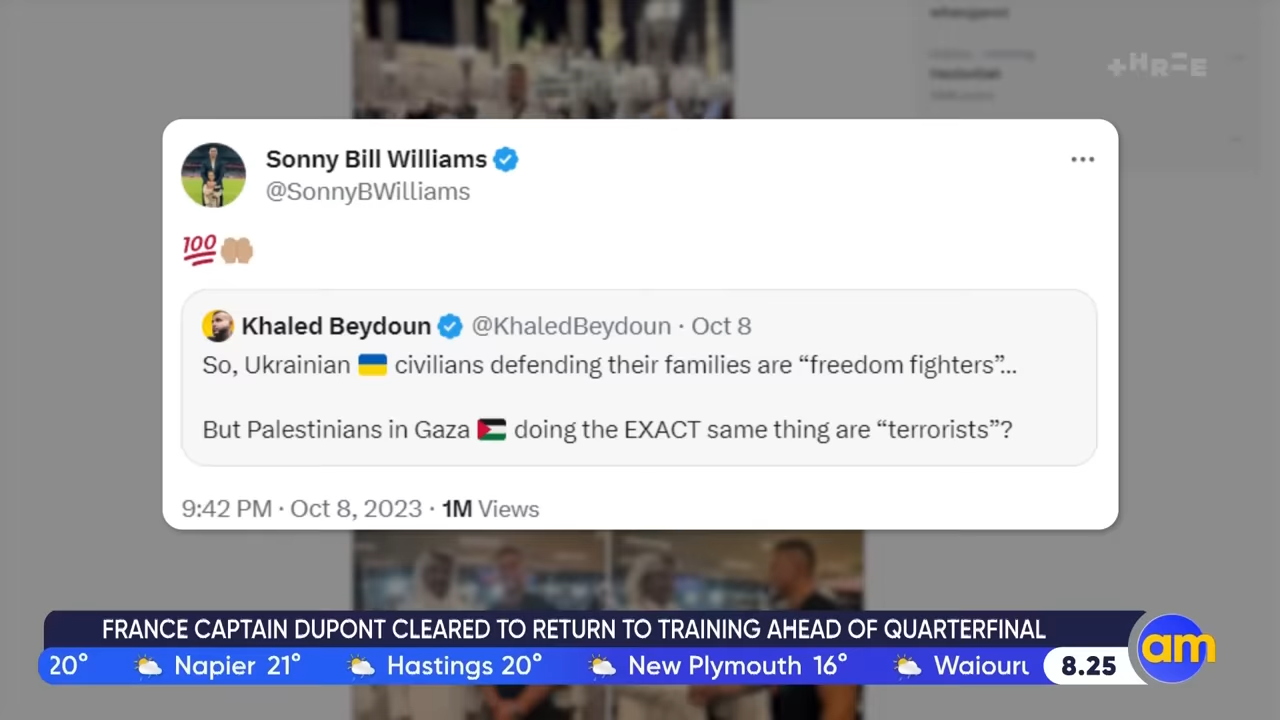 +HR=E
Sonny Bill Williams
@SonnyBWilliams
💯🤲🏼
Khaled Beydoun @KhaledBeydoun · Oct 8
So, Ukrainian 🇺🇦 civilians defending their families are “freedom fighters”...
But Palestinians in Gaza 🇵🇸 doing the EXACT same thing are “terrorists”?
9:42 PM · Oct 8, 2023 · 1M Views
FRANCE CAPTAIN DUPONT CLEARED TO RETURN TO TRAINING AHEAD OF QUARTERFINAL
20° Napier 21° Hastings 20° New Plymouth 16° Waiouru 8.25
am